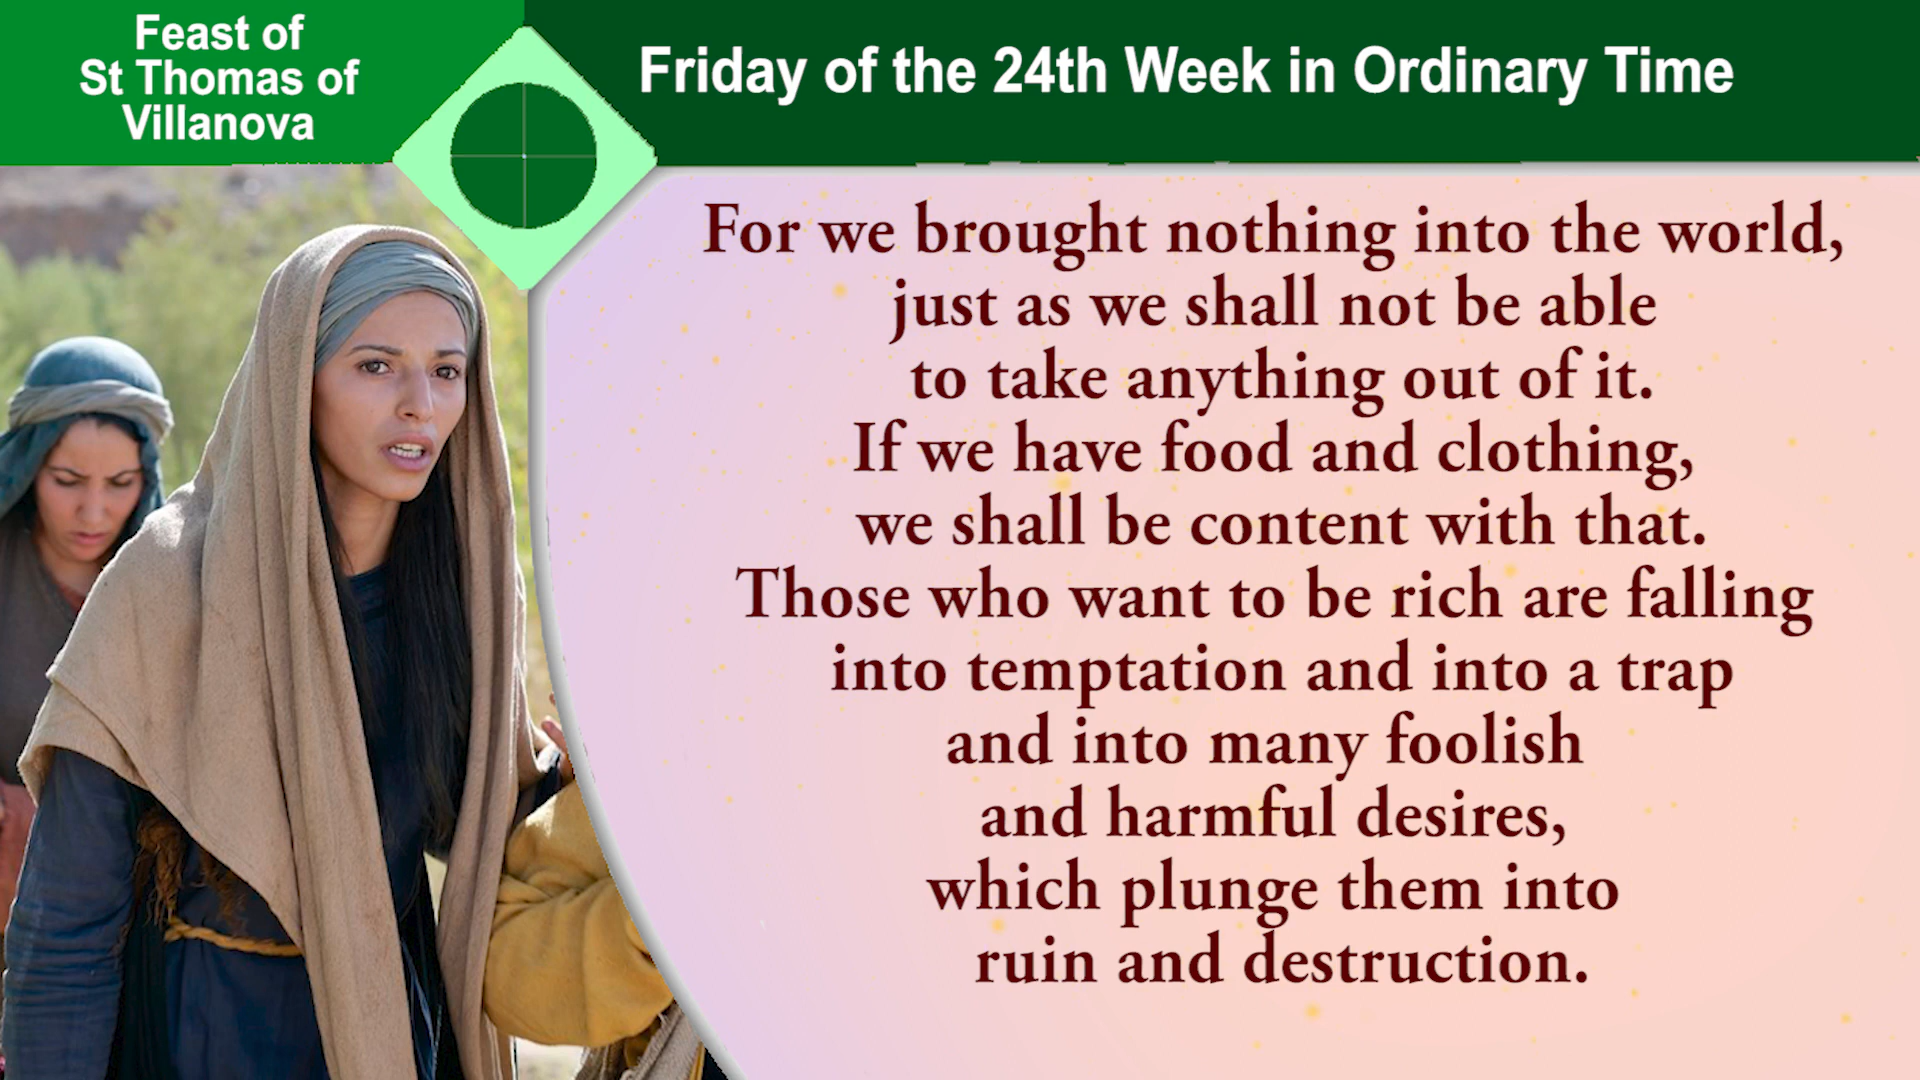 Feast of
St Thomas of
Villanova
Friday of the 24th Week in Ordinary Time
For we brought nothing into the world,
just as we shall not be able
to take anything out of it.
If we have food and clothing,
we shall be content with that.
Those who want to be rich are falling
into temptation and into a trap
and into many foolish
and harmful desires,
which plunge them into
ruin and destruction.